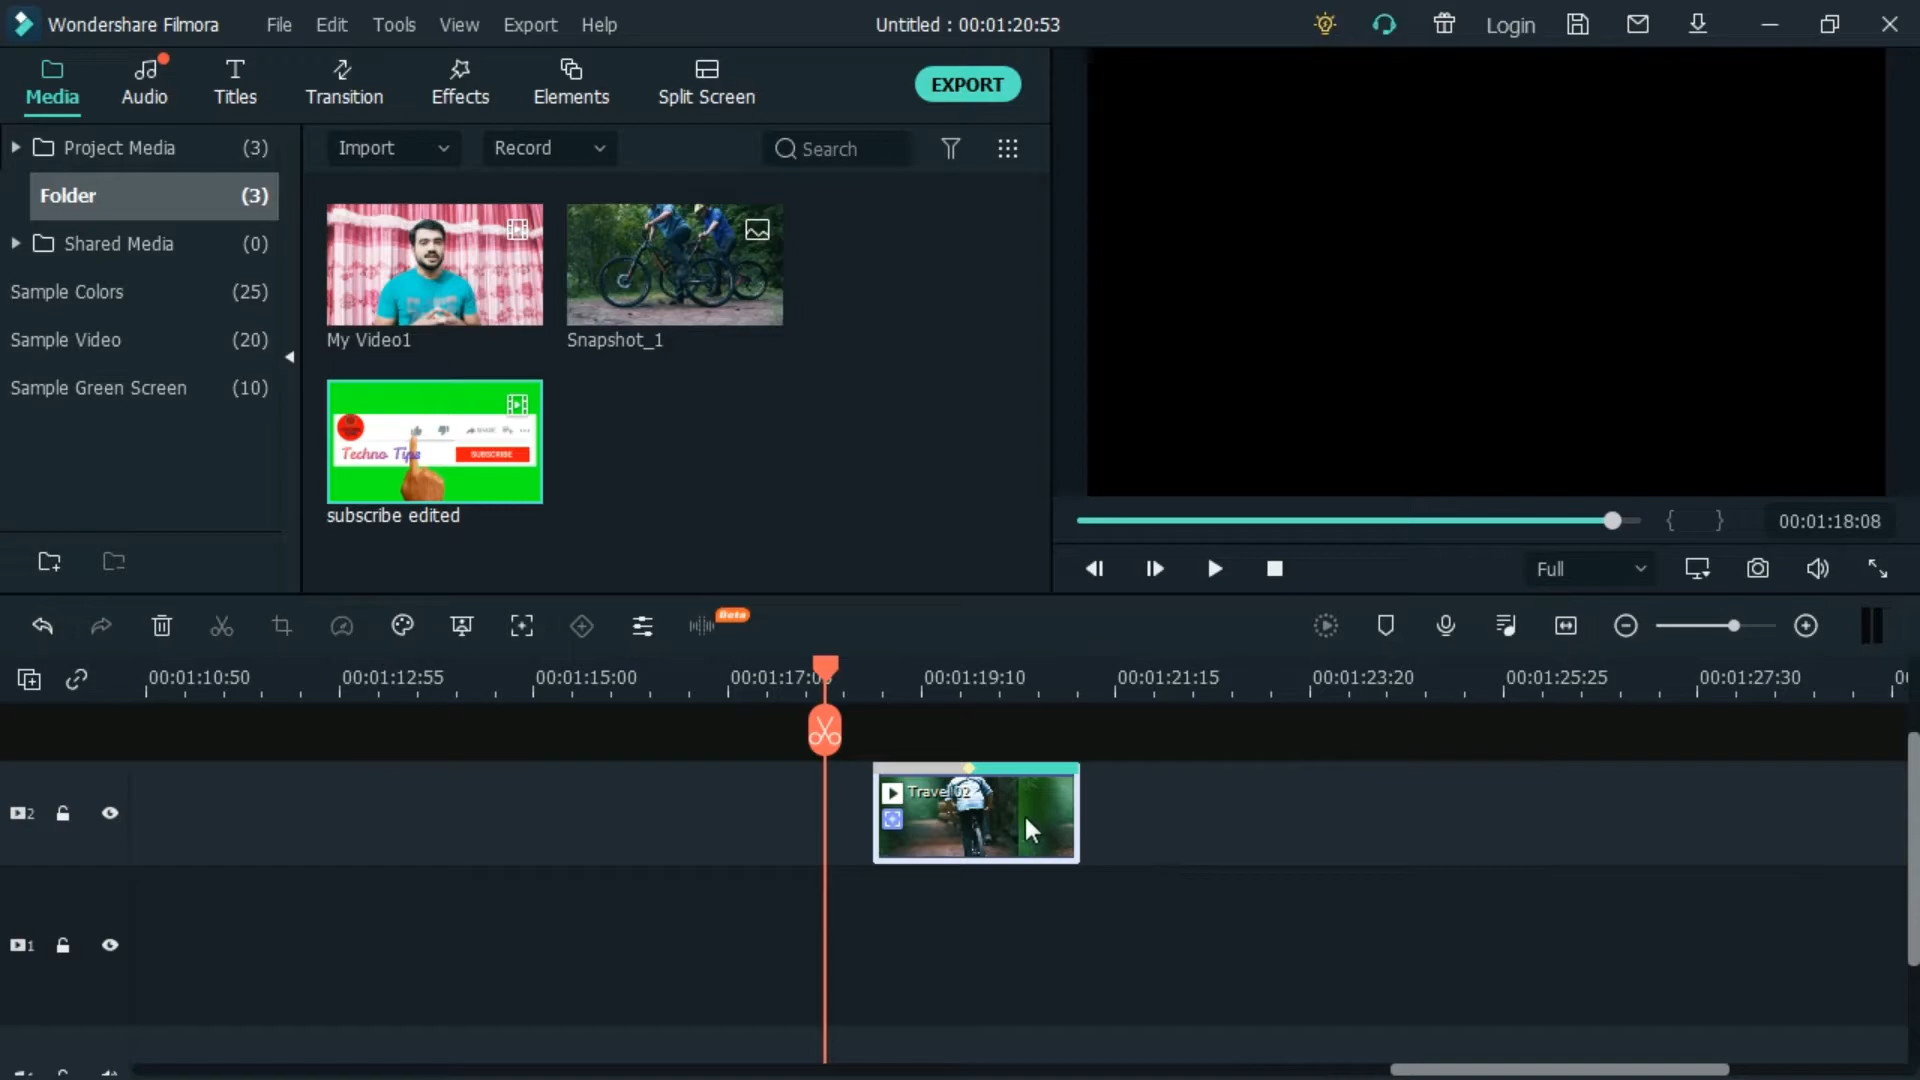 Wondershare Filmora File Edit Tools View Export Help Untitled : 00:01:20:53 Login
Media Audio Titles Transition Effects Elements Split Screen EXPORT
Project Media (3)
Folder (3)
Shared Media (0)
Sample Colors (25)
Sample Video (20)
Sample Green Screen (10)
Import Record Search
My Video1 Snapshot_1
SHARE
Techno Tips SUBSCRIBE
subscribe edited
00:01:18:08
Full
Beta
00:01:10:50 00:01:12:55 00:01:15:00 00:01:17:0 00:01:19:10 00:01:21:15 00:01:23:20 00:01:25:25 00:01:27:30
2 Travel02
1